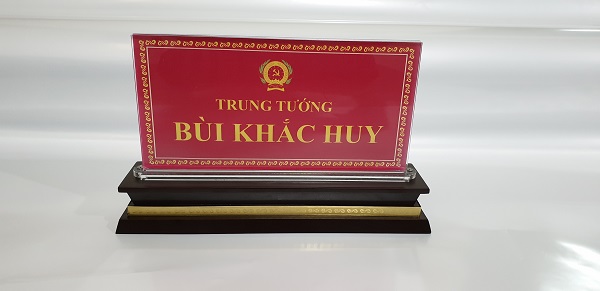 TRUNG TƯỚNG
BÙI KHẮC HUY